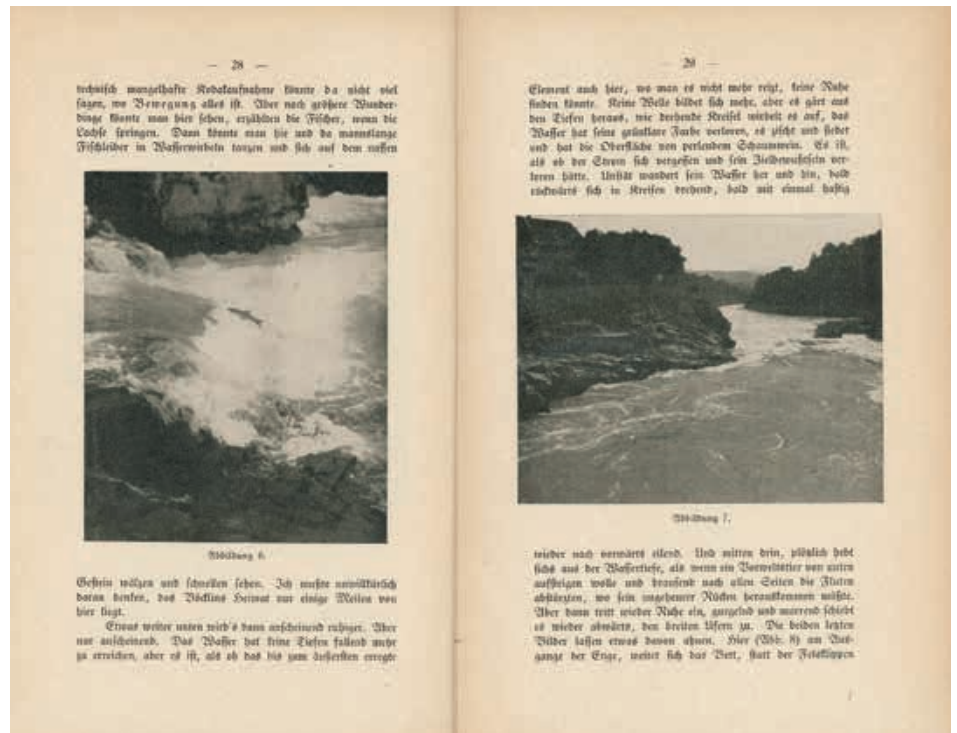 — 28 —
technisch mangelhafte Kodakaufnahme könnte da nicht viel
sagen, wo Bewegung alles ist. Aber noch größere Wunder-
dinge könnte man hier sehen, erzählten die Fischer, wenn die
Lachse springen. Dann könnte man hie und da mannslange
Fischleiber in Wasserwirbeln tanzen und sich auf dem nassen
Abbildung 6.
Gestein wälzen und schnellen sehen. Ich mußte unwillkürlich
daran denken, das Böcklins Heimat nur einige Meilen von
hier liegt.
Etwas weiter unten wird's dann anscheinend ruhiger. Aber
nur anscheinend. Das Wasser hat keine Tiefen fallend mehr
zu erreichen, aber es ist, als ob das bis zum äußersten erregte
— 29 —
Element auch hier, wo man es nicht mehr reizt, keine Ruhe
finden könnte. Keine Welle bildet sich mehr, aber es gärt aus
den Tiefen heraus, wie drehende Kreisel wirbelt es auf, das
Wasser hat seine grünklare Farbe verloren, es zischt und siedet
und hat die Oberfläche von perlendem Schaumwein. Es ist,
als ob der Strom sich vergessen und sein Zielbewußtsein ver-
loren hätte. Unstät wandert sein Wasser her und hin, bald
rückwärts sich in Kreisen drehend, bald mit einmal hastig
Abbildung 7.
wieder nach vorwärts eilend. Und mitten drin, plötzlich hebt
sichs aus der Wassertiefe, als wenn ein Vorweltstier von unten
aufsteigen wolle und brausend nach allen Seiten die Fluten
abstürzten, wo sein ungeheurer Rücken herauskommen müßte.
Aber dann tritt wieder Ruhe ein, gurgelnd und murrend schiebt
es wieder abwärts, den breiten Ufern zu. Die beiden letzten
Bilder lassen etwas davon ahnen. Hier (Abb. 8) am Aus-
gange der Enge, weitet sich das Bett, statt der Felsklippen